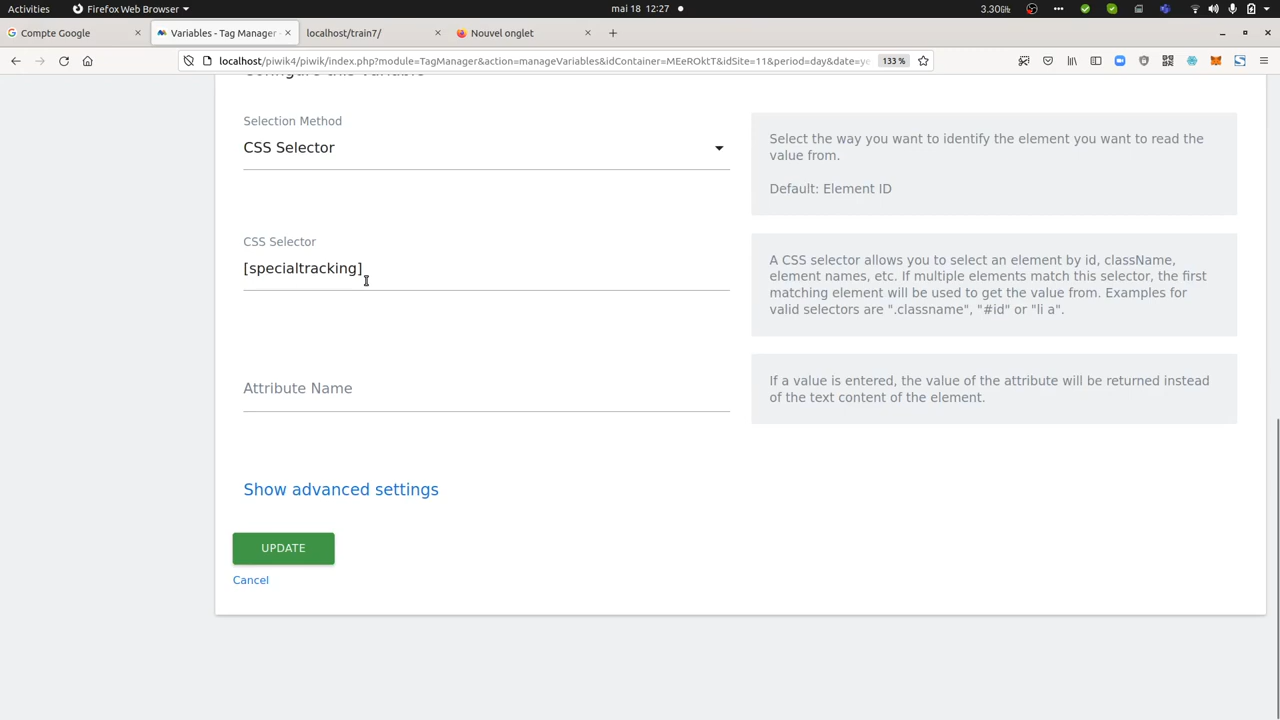 Activities
Firefox Web Browser
mai 18 12:27
3.30GiB
Compte Google
Variables - Tag Manager
localhost/train7/
Nouvel onglet
localhost/piwik4/piwik/index.php?module=TagManager&action=manageVariables&idContainer=MEeROktT&idSite=11&period=day&date=ye
133 %
Configure this variable
Selection Method
CSS Selector
Select the way you want to identify the element you want to read the
value from.
Default: Element ID
CSS Selector
[specialtracking]
A CSS selector allows you to select an element by id, className,
element names, etc. If multiple elements match this selector, the first
matching element will be used to get the value from. Examples for
valid selectors are ".classname", "#id" or "li a".
Attribute Name
If a value is entered, the value of the attribute will be returned instead
of the text content of the element.
Show advanced settings
UPDATE
Cancel